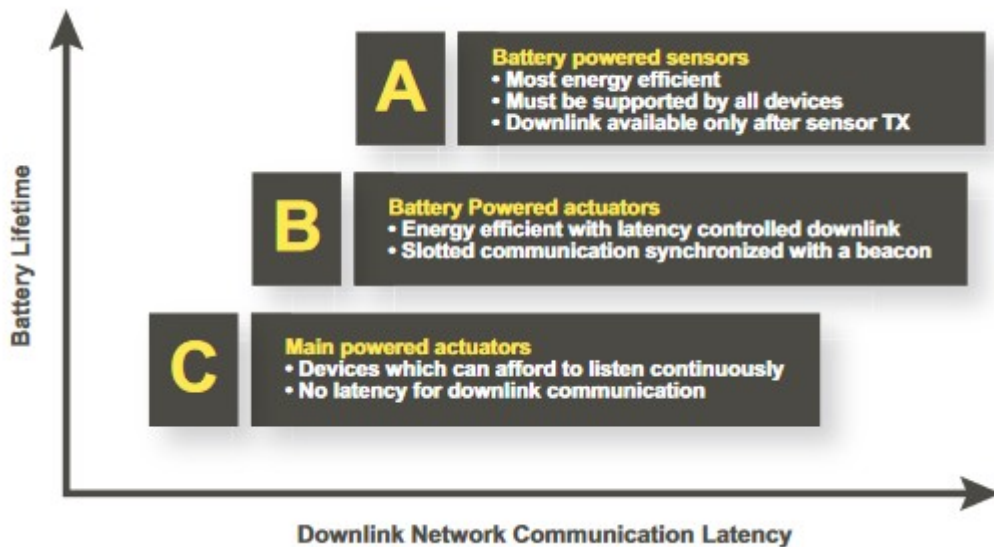 A
Battery powered sensors
• Most energy efficient
• Must be supported by all devices
• Downlink available only after sensor TX
B
Battery Powered actuators
• Energy efficient with latency controlled downlink
• Slotted communication synchronized with a beacon
C
Main powered actuators
• Devices which can afford to listen continuously
• No latency for downlink communication
Battery Lifetime
Downlink Network Communication Latency